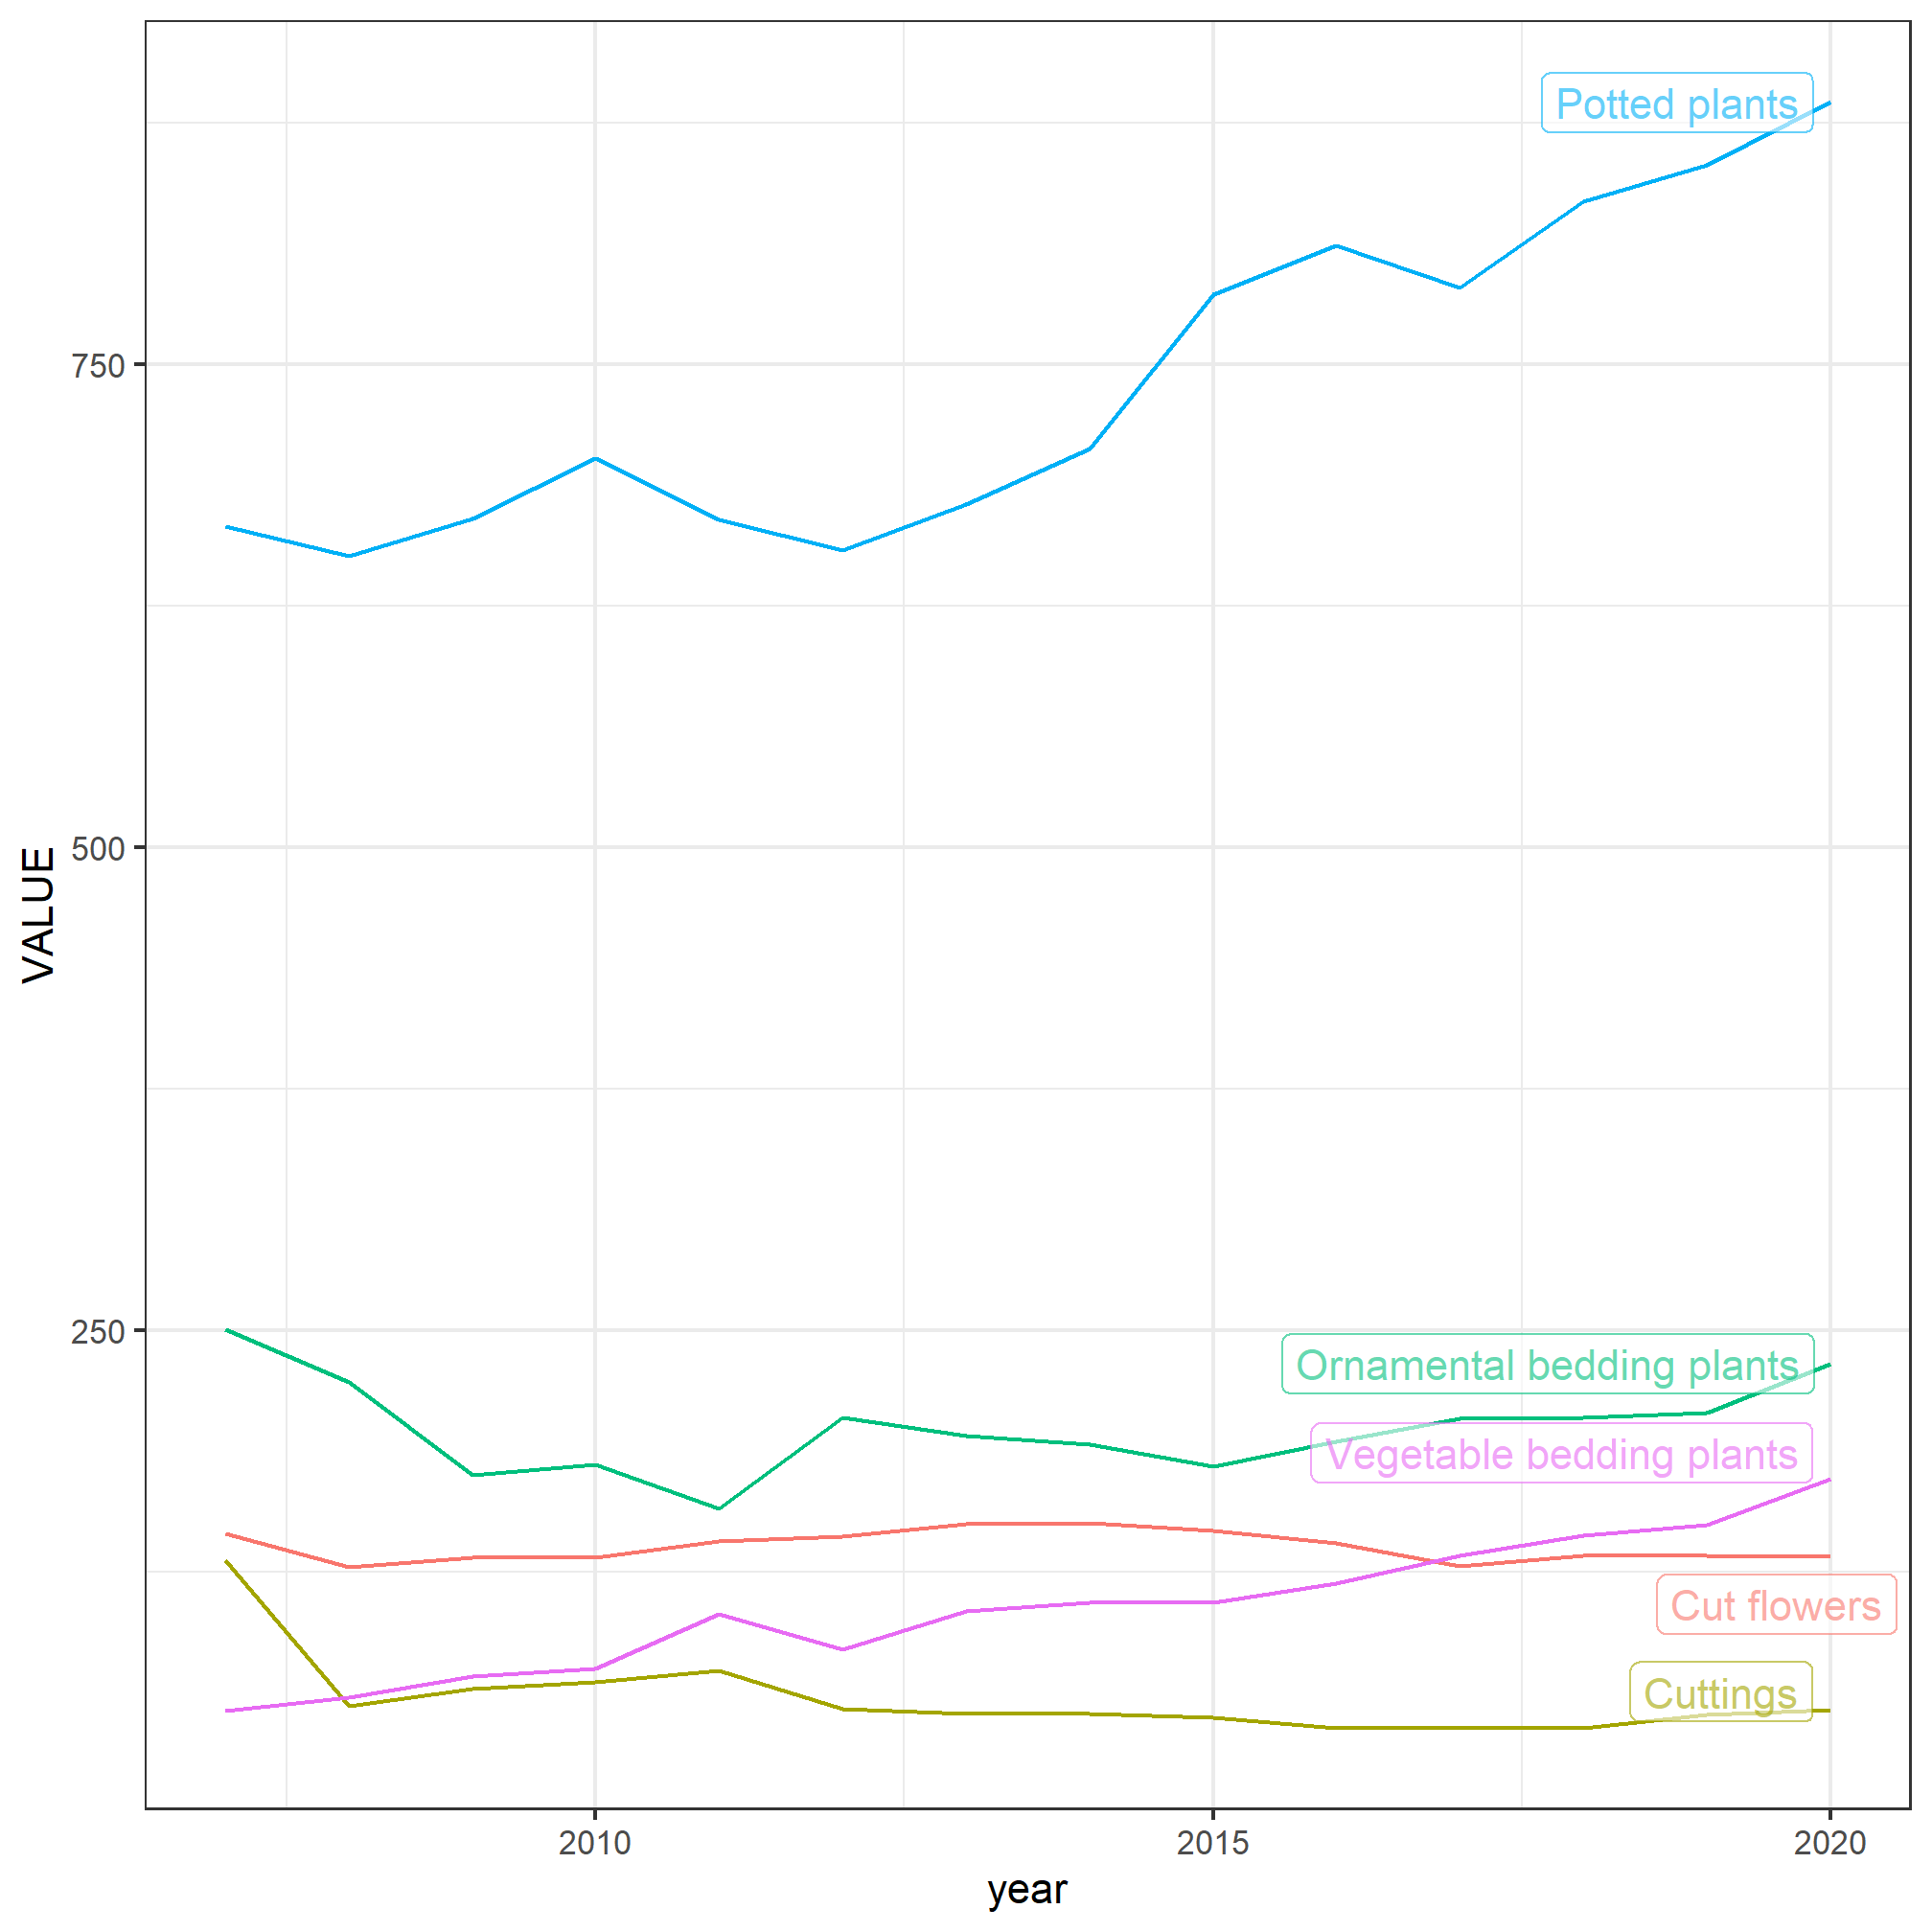 Potted plants
750
500
VALUE
250
Ornamental bedding plants
Vegetable bedding plants
Cut flowers
Cuttings
2010
2015
2020
year